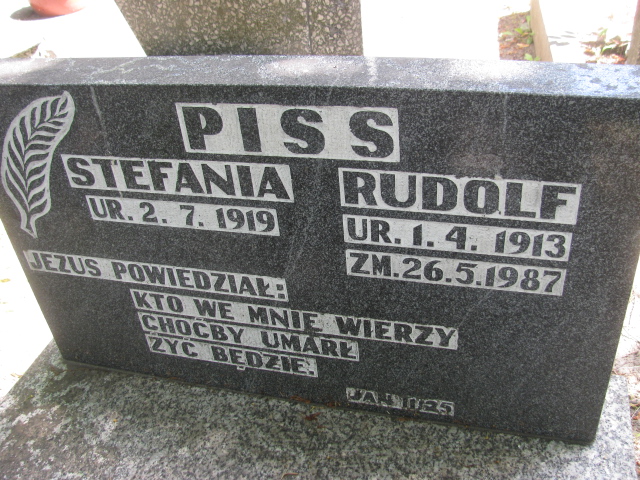 PISS
STEFANIA
UR. 2. 7. 1919
RUDOLF
UR. 1. 4. 1913
ZM. 26. 5. 1987
JEZUS POWIEDZIAŁ:
KTO WE MNIE WIERZY
CHOĆBY UMARŁ
ŻYĆ BĘDZIE.
JAN 11/25